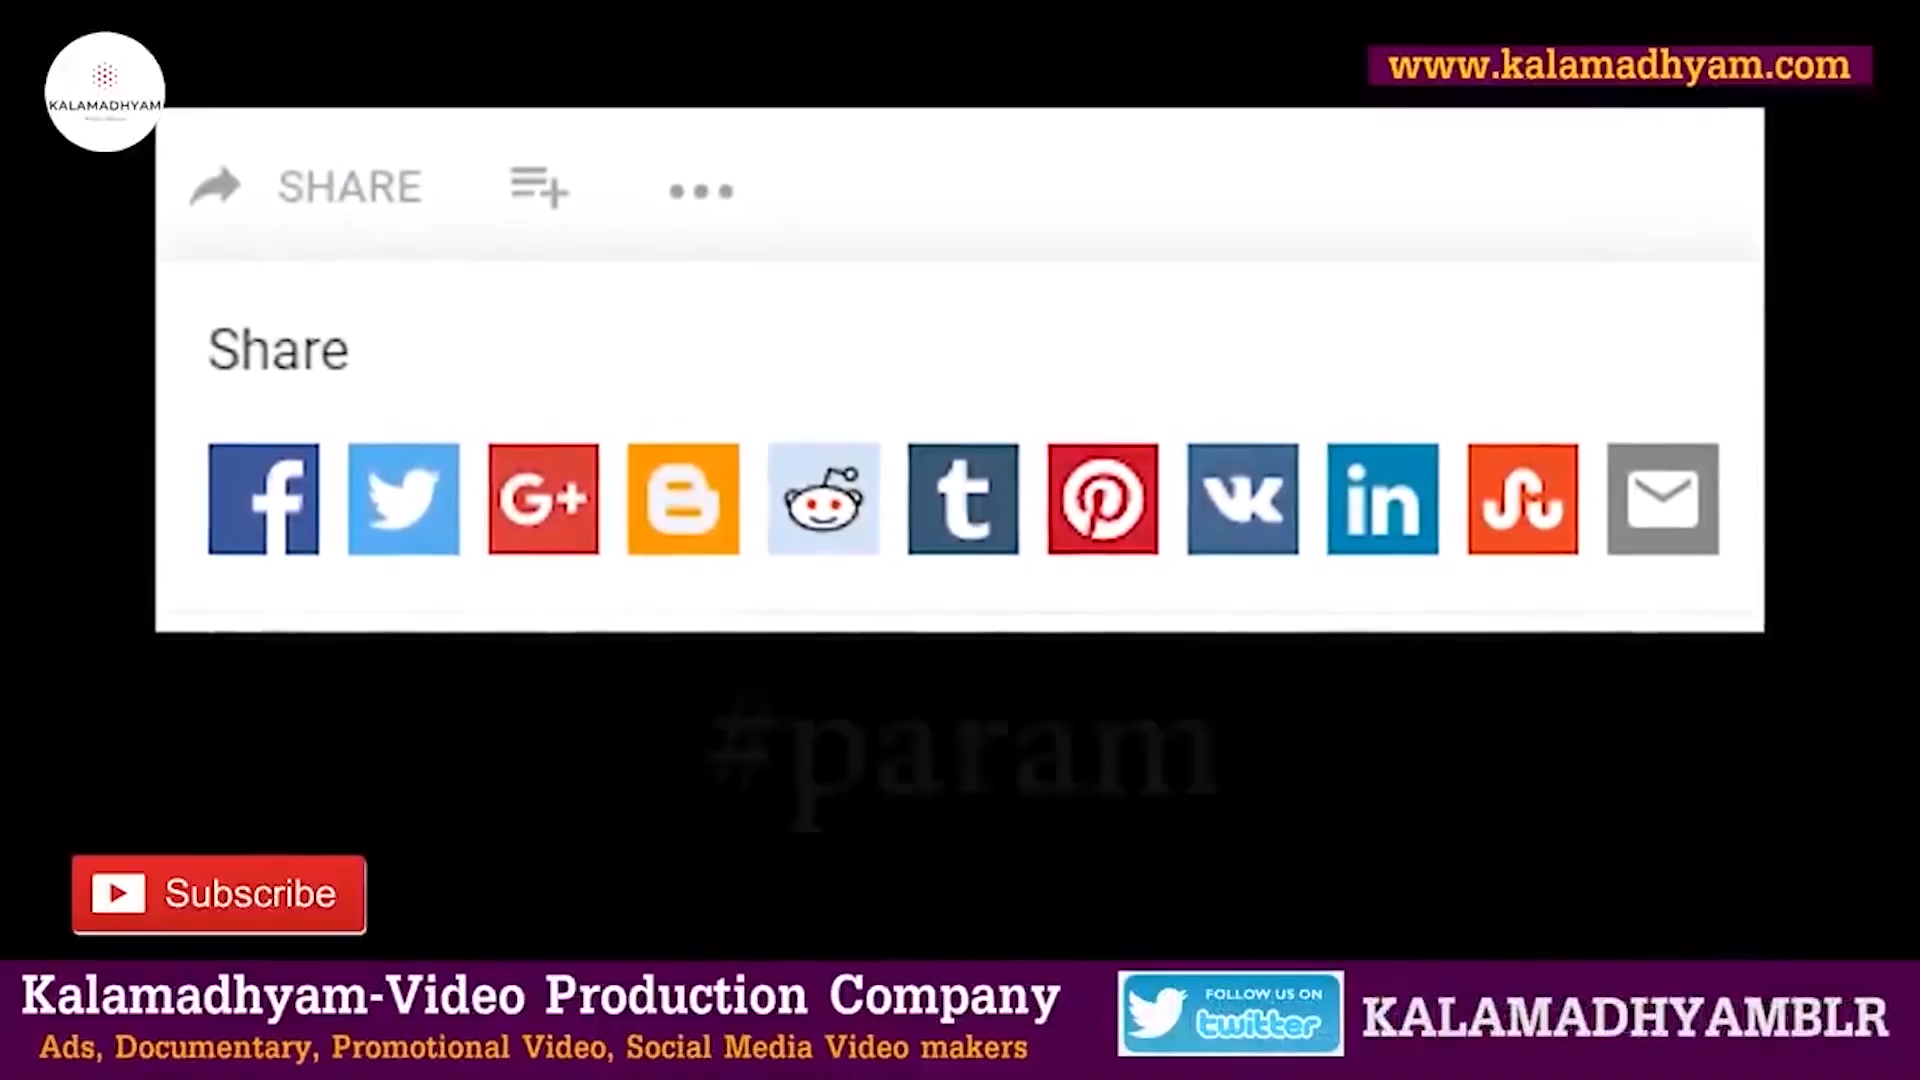 www.kalamadhyam.com
KALAMADHYAM
SHARE
Share
#param
Subscribe
Kalamadhyam-Video Production Company
Ads, Documentary, Promotional Video, Social Media Video makers
FOLLOW US ON
twitter
KALAMADHYAMBLR